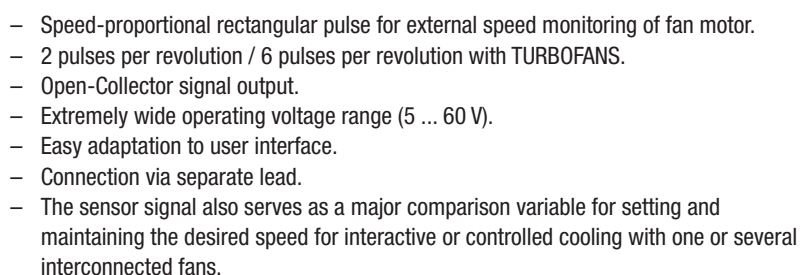 – Speed-proportional rectangular pulse for external speed monitoring of fan motor.
– 2 pulses per revolution / 6 pulses per revolution with TURBOFANS.
– Open-Collector signal output.
– Extremely wide operating voltage range (5 ... 60 V).
– Easy adaptation to user interface.
– Connection via separate lead.
– The sensor signal also serves as a major comparison variable for setting and
maintaining the desired speed for interactive or controlled cooling with one or several
interconnected fans.